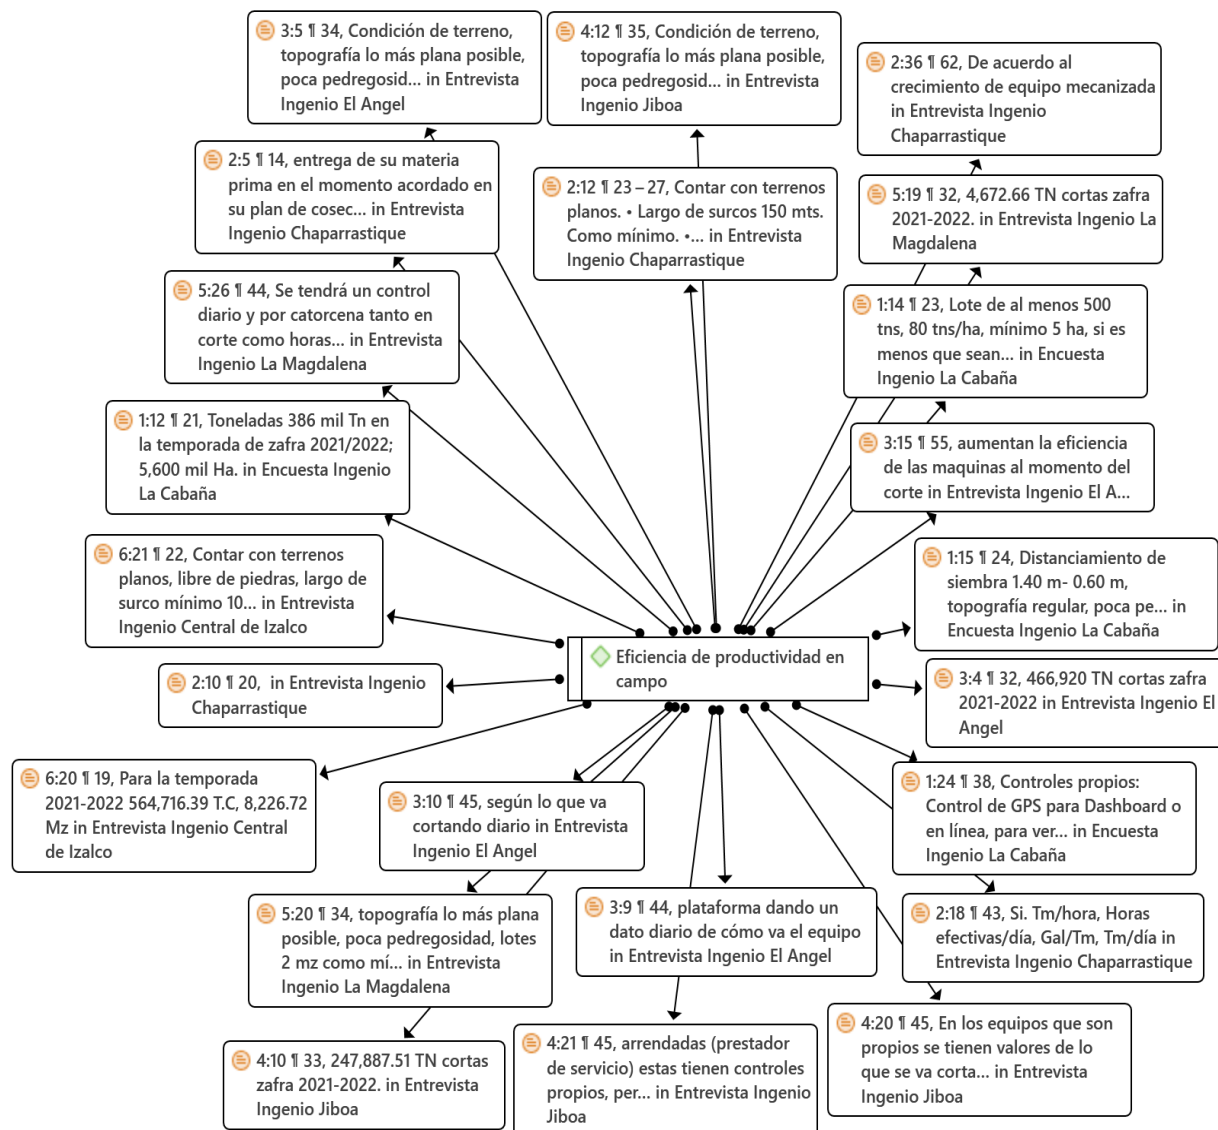 3:5 ¶ 34, Condición de terreno,
topografía lo más plana posible,
poca pedregosid... in Entrevista
Ingenio El Angel
4:12 ¶ 35, Condición de terreno,
topografía lo más plana posible,
poca pedregosid... in Entrevista
Ingenio Jiboa
2:36 ¶ 62, De acuerdo al
crecimiento de equipo mecanizada
in Entrevista Ingenio
Chaparrastique
2:5 ¶ 14, entrega de su materia
prima en el momento acordado en
su plan de cosec... in Entrevista
Ingenio Chaparrastique
2:12 ¶ 23 – 27, Contar con terrenos
planos. • Largo de surcos 150 mts.
Como mínimo. •... in Entrevista
Ingenio Chaparrastique
5:19 ¶ 32, 4,672.66 TN cortas zafra
2021-2022. in Entrevista Ingenio La
Magdalena
5:26 ¶ 44, Se tendrá un control
diario y por catorcena tanto en
corte como horas... in Entrevista
Ingenio La Magdalena
1:14 ¶ 23, Lote de al menos 500
tns, 80 tns/ha, mínimo 5 ha, si es
menos que sean... in Encuesta
Ingenio La Cabaña
1:12 ¶ 21, Toneladas 386 mil Tn en
la temporada de zafra 2021/2022;
5,600 mil Ha. in Encuesta Ingenio
La Cabaña
3:15 ¶ 55, aumentan la eficiencia
de las maquinas al momento del
corte in Entrevista Ingenio El A...
6:21 ¶ 22, Contar con terrenos
planos, libre de piedras, largo de
surco mínimo 10... in Entrevista
Ingenio Central de Izalco
1:15 ¶ 24, Distanciamiento de
siembra 1.40 m- 0.60 m,
topografía regular, poca pe... in
Encuesta Ingenio La Cabaña
Eficiencia de productividad en
campo
2:10 ¶ 20, in Entrevista Ingenio
Chaparrastique
3:4 ¶ 32, 466,920 TN cortas zafra
2021-2022 in Entrevista Ingenio El
Angel
6:20 ¶ 19, Para la temporada
2021-2022 564,716.39 T.C, 8,226.72
Mz in Entrevista Ingenio Central
de Izalco
3:10 ¶ 45, según lo que va
cortando diario in Entrevista
Ingenio El Angel
1:24 ¶ 38, Controles propios:
Control de GPS para Dashboard o
en línea, para ver... in Encuesta
Ingenio La Cabaña
5:20 ¶ 34, topografía lo más plana
posible, poca pedregosidad, lotes
2 mz como mí... in Entrevista
Ingenio La Magdalena
3:9 ¶ 44, plataforma dando un
dato diario de cómo va el equipo
in Entrevista Ingenio El Angel
2:18 ¶ 43, Si. Tm/hora, Horas
efectivas/día, Gal/Tm, Tm/día in
Entrevista Ingenio Chaparrastique
4:10 ¶ 33, 247,887.51 TN cortas
zafra 2021-2022. in Entrevista
Ingenio Jiboa
4:21 ¶ 45, arrendadas (prestador
de servicio) estas tienen controles
propios, per... in Entrevista Ingenio
Jiboa
4:20 ¶ 45, En los equipos que son
propios se tienen valores de lo
que se va corta... in Entrevista
Ingenio Jiboa